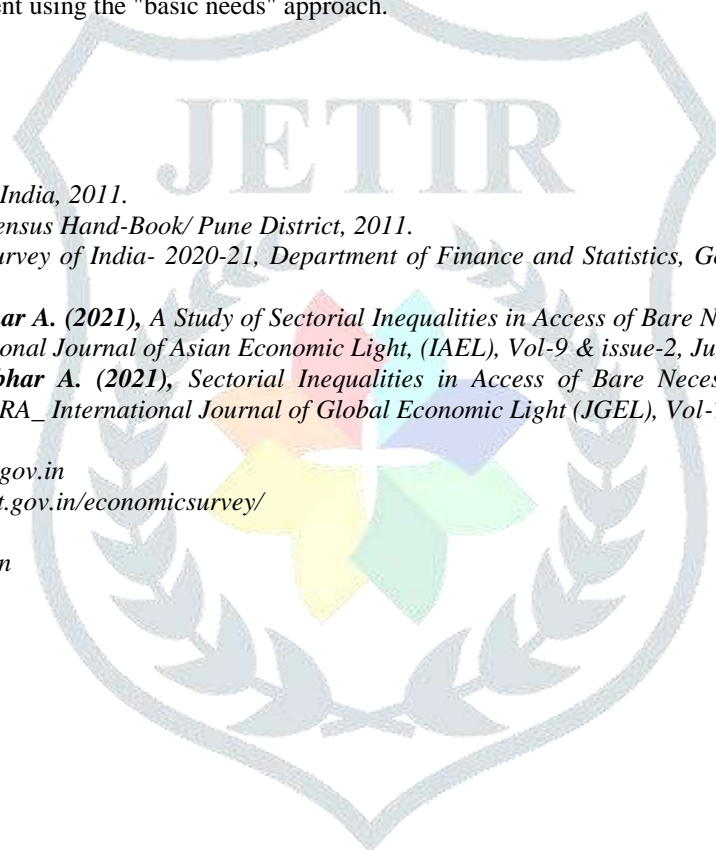 ent using the "basic needs" approach.
JETIR
India, 2011.
ensus Hand-Book/ Pune District, 2011.
urvey of India- 2020-21, Department of Finance and Statistics, Go
ar A. (2021), A Study of Sectorial Inequalities in Access of Bare N
onal Journal of Asian Economic Light, (IAEL), Vol-9 & issue-2, Ju
bhar A. (2021), Sectorial Inequalities in Access of Bare Neces
RA_ International Journal of Global Economic Light (JGEL), Vol-
gov.in
t.gov.in/economicsurvey/
n